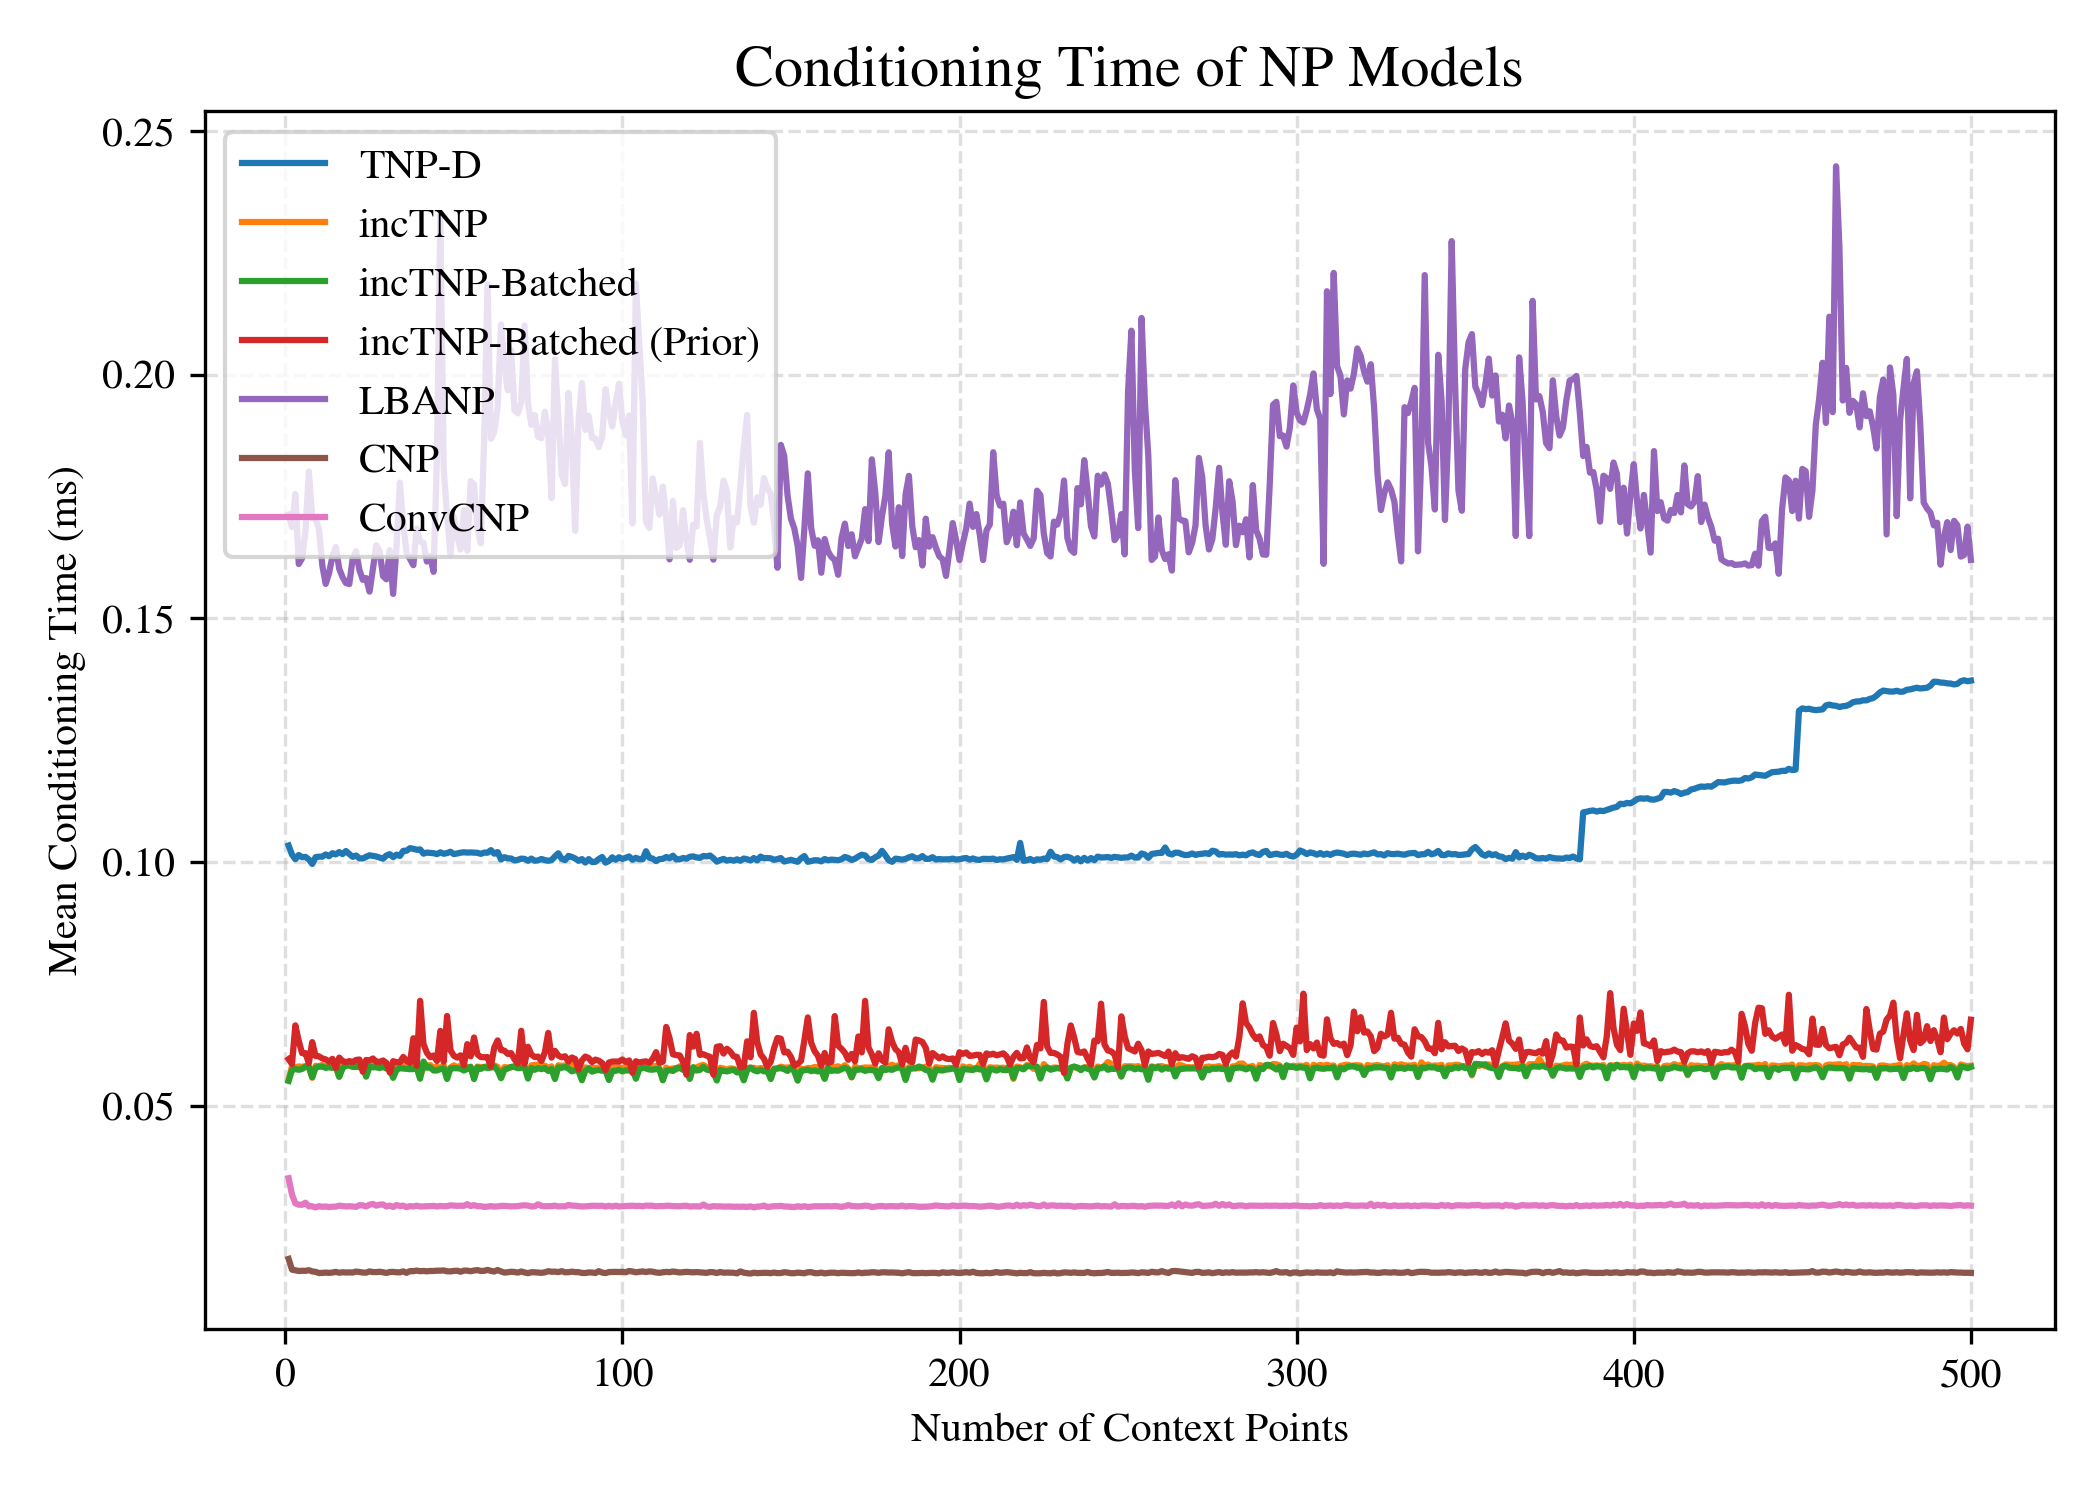 Conditioning Time of NP Models
0.25
0.20
0.15
0.10
0.05
Mean Conditioning Time (ms)
TNP-D
incTNP
incTNP-Batched
incTNP-Batched (Prior)
LBANP
CNP
ConvCNP
0 100 200 300 400 500
Number of Context Points